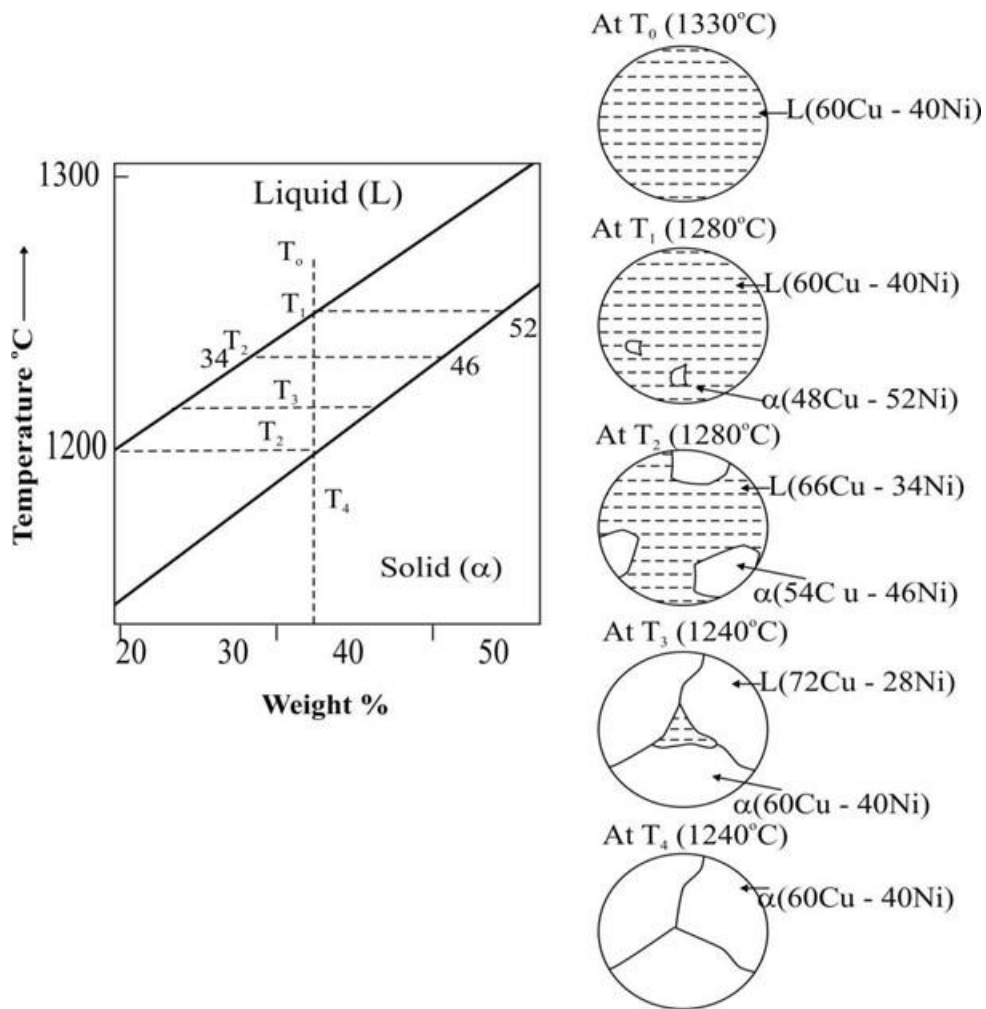 At T₀ (1330°C)
L(60Cu - 40Ni)
1300
Liquid (L)
T₀
T₁
52
T₂
34
46
T₃
1200
T₂
T₄
Solid (α)
20 30 40 50
Weight %
Temperature °C
At T₁ (1280°C)
L(60Cu - 40Ni)
α(48Cu - 52Ni)
At T₂ (1280°C)
L(66Cu - 34Ni)
α(54C u - 46Ni)
At T₃ (1240°C)
L(72Cu - 28Ni)
α(60Cu - 40Ni)
At T₄ (1240°C)
α(60Cu - 40Ni)